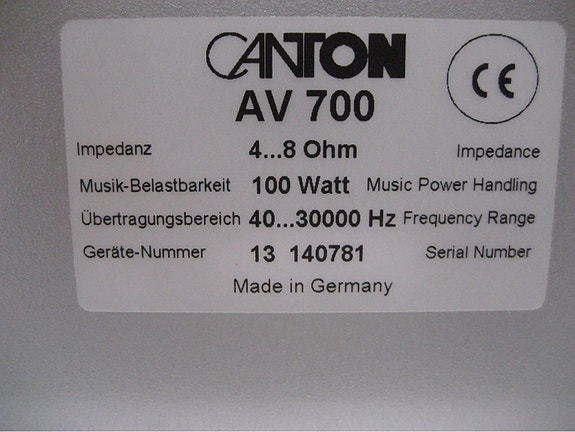 CANTON
CE
AV 700
Impedanz 4...8 Ohm Impedance
Musik-Belastbarkeit 100 Watt Music Power Handling
Übertragungsbereich 40...30000 Hz Frequency Range
Geräte-Nummer 13 140781 Serial Number
Made in Germany